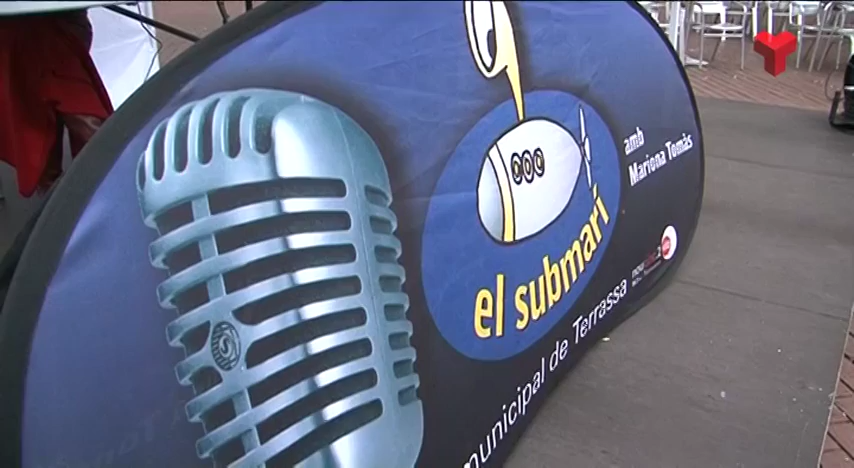 amb
Mariona Tomàs
el submarí
municipal de Terrassa